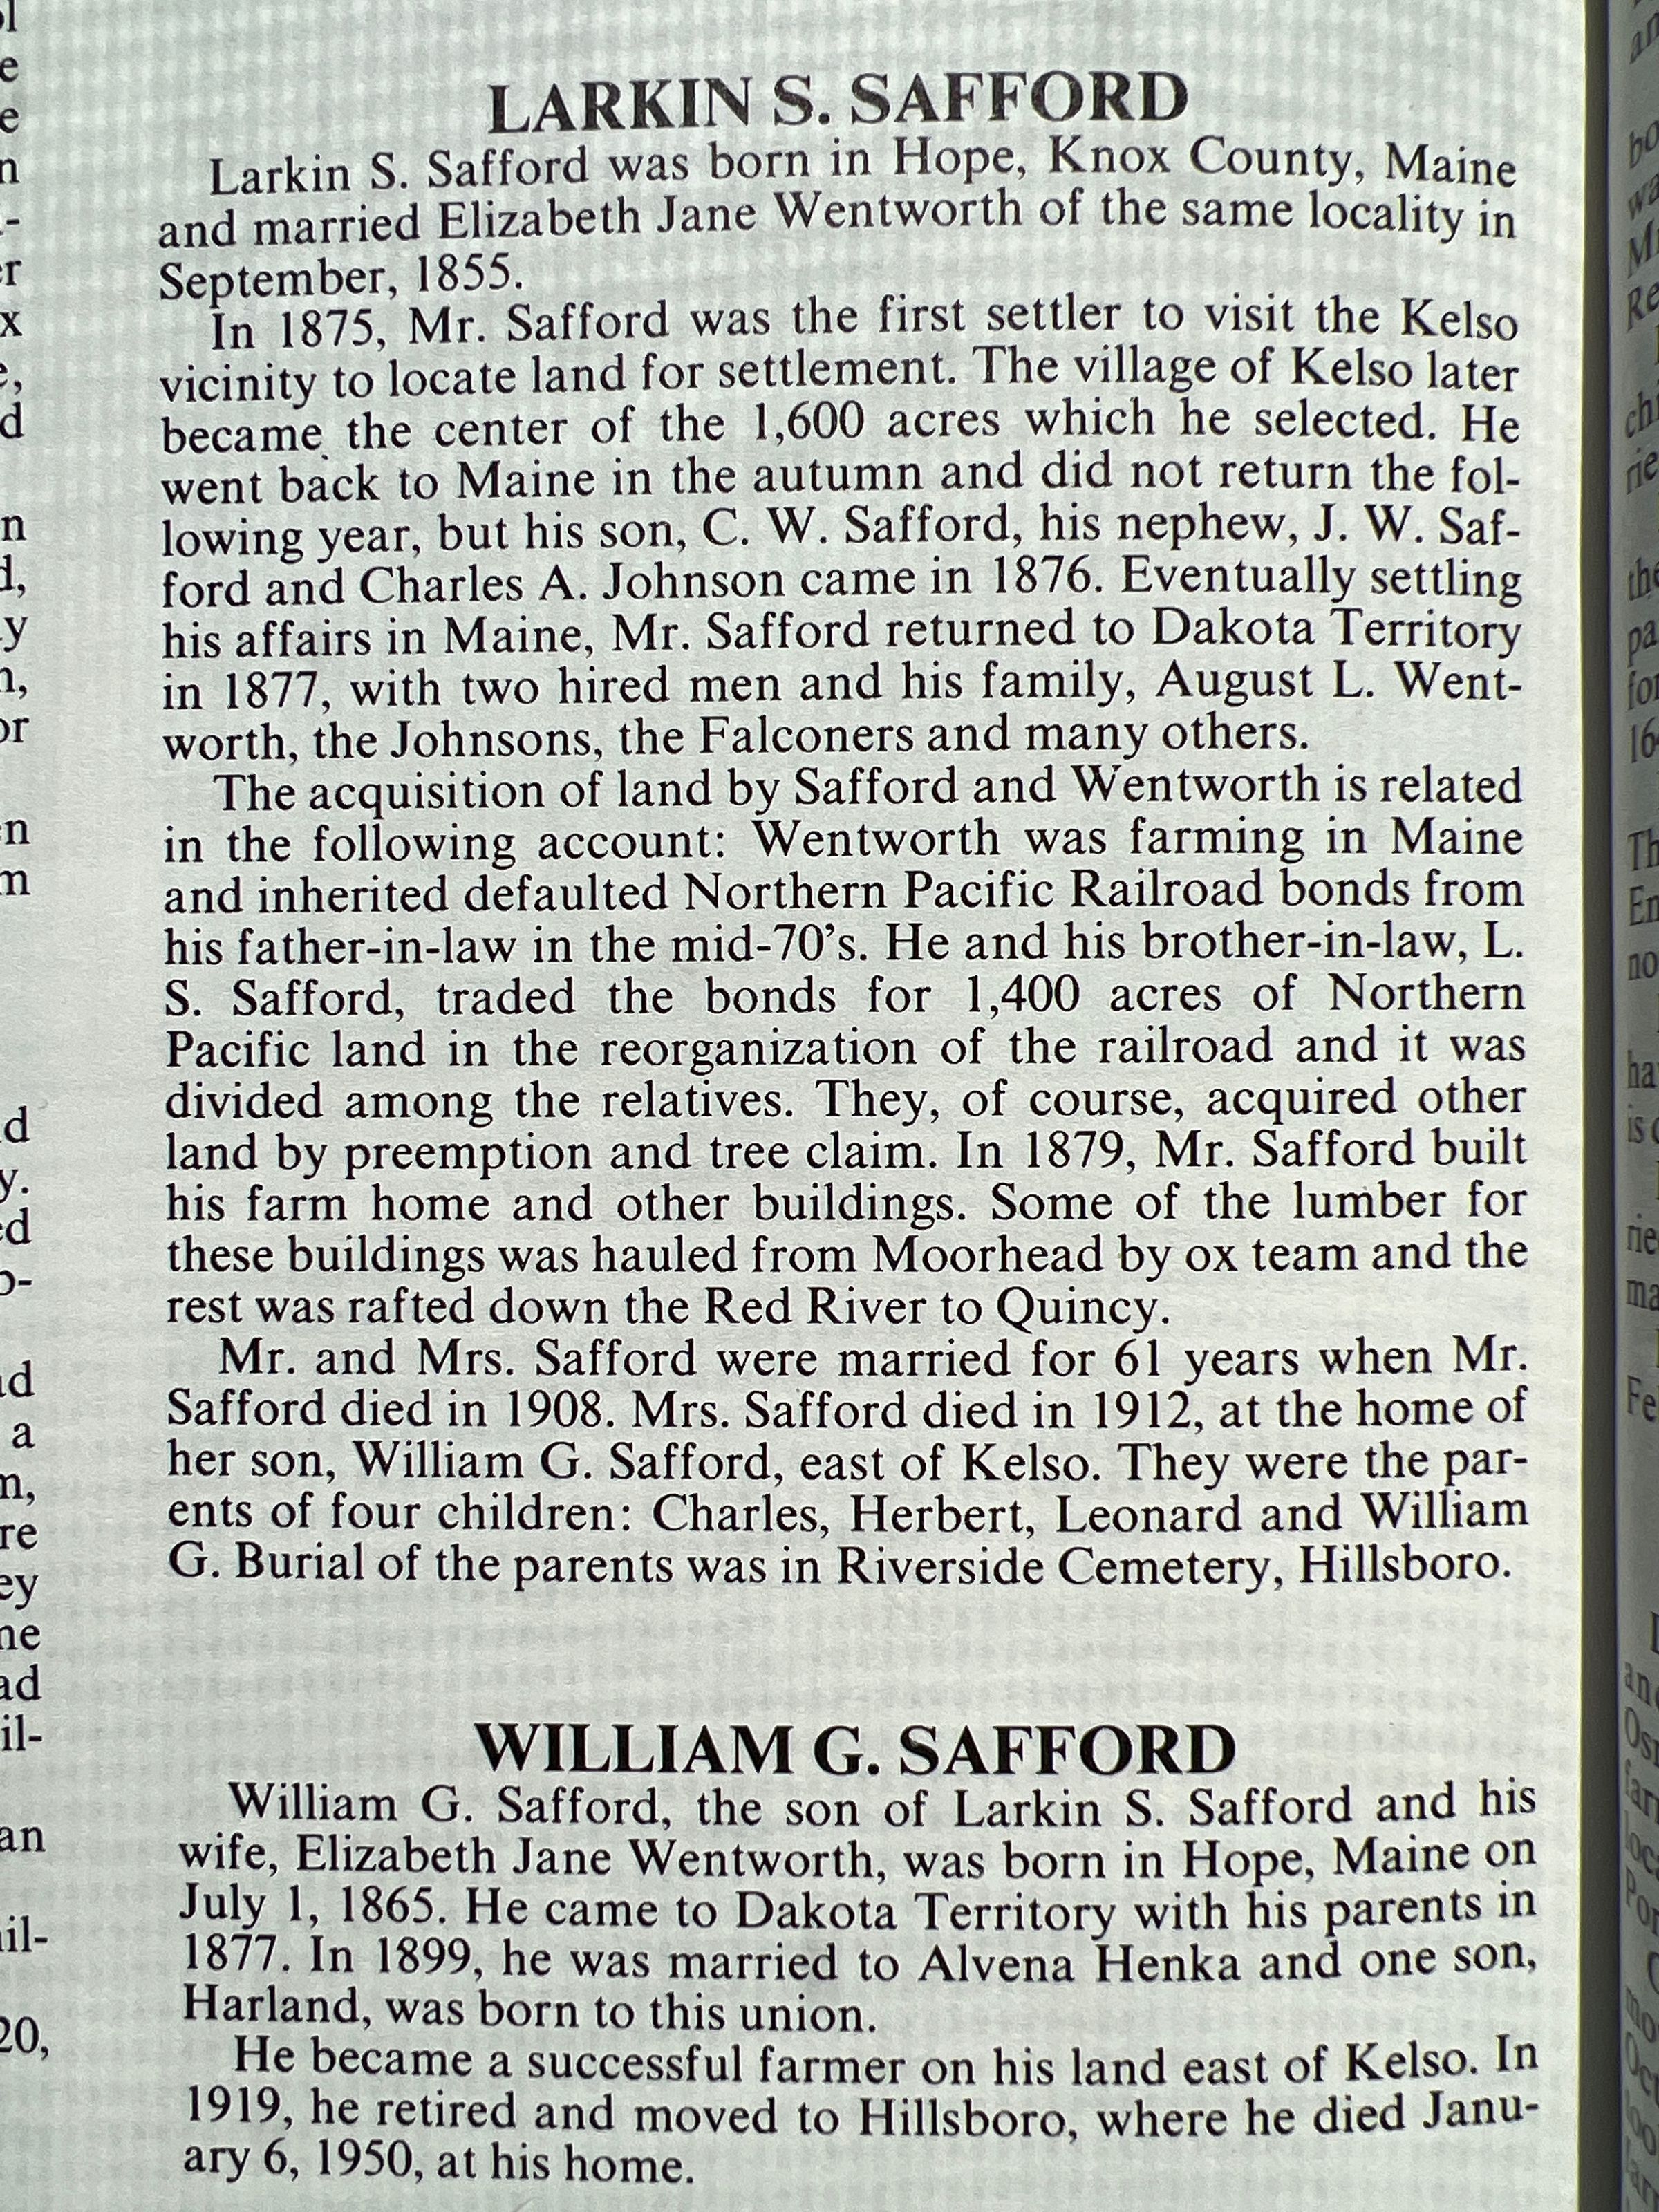 LARKIN S. SAFFORD
Larkin S. Safford was born in Hope, Knox County, Maine
and married Elizabeth Jane Wentworth of the same locality in
September, 1855.
In 1875, Mr. Safford was the first settler to visit the Kelso
vicinity to locate land for settlement. The village of Kelso later
became the center of the 1,600 acres which he selected. He
went back to Maine in the autumn and did not return the fol-
lowing year, but his son, C. W. Safford, his nephew, J. W. Saf-
ford and Charles A. Johnson came in 1876. Eventually settling
his affairs in Maine, Mr. Safford returned to Dakota Territory
in 1877, with two hired men and his family, August L. Went-
worth, the Johnsons, the Falconers and many others.
The acquisition of land by Safford and Wentworth is related
in the following account: Wentworth was farming in Maine
and inherited defaulted Northern Pacific Railroad bonds from
his father-in-law in the mid-70's. He and his brother-in-law, L.
S. Safford, traded the bonds for 1,400 acres of Northern
Pacific land in the reorganization of the railroad and it was
divided among the relatives. They, of course, acquired other
land by preemption and tree claim. In 1879, Mr. Safford built
his farm home and other buildings. Some of the lumber for
these buildings was hauled from Moorhead by ox team and the
rest was rafted down the Red River to Quincy.
Mr. and Mrs. Safford were married for 61 years when Mr.
Safford died in 1908. Mrs. Safford died in 1912, at the home of
her son, William G. Safford, east of Kelso. They were the par-
ents of four children: Charles, Herbert, Leonard and William
G. Burial of the parents was in Riverside Cemetery, Hillsboro.
WILLIAM G. SAFFORD
William G. Safford, the son of Larkin S. Safford and his
wife, Elizabeth Jane Wentworth, was born in Hope, Maine on
July 1, 1865. He came to Dakota Territory with his parents in
1877. In 1899, he was married to Alvena Henka and one son,
Harland, was born to this union.
He became a successful farmer on his land east of Kelso. In
1919, he retired and moved to Hillsboro, where he died Janu-
ary 6, 1950, at his home.